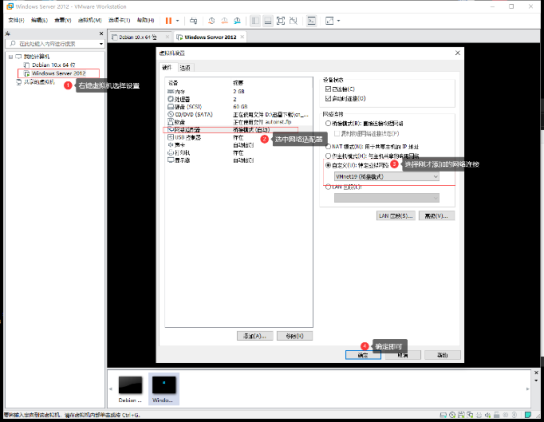 Windows Server 2012 - VMware Workstation
文件(F) 编辑(E) 查看(V) 虚拟机(M) 选项卡(T) 帮助(H)
库
在此处键入内容进行搜索
我的计算机
Debian 10.x 64 位
Windows Server 2012
共享的虚拟机
1 右键虚拟机选择设置
Debian 10.x 64 位
Windows Server 2012
虚拟机设置
硬件 选项
设备 摘要
内存 2 GB
处理器 2
硬盘 (SCSI) 60 GB
CD/DVD (SATA) 正在使用文件
软盘 正在使用文件 autoinst.flp
网络适配器 桥接模式 (自动)
USB 控制器 存在
声卡 自动检测
打印机 存在
显示器 自动检测
2 选中网络适配器
添加(A)... 移除(R)
设备状态
已连接(C)
启动时连接(O)
网络连接
桥接模式(B): 直接连接物理网络
复制物理网络连接状态(P)
NAT 模式(N): 用于共享主机的 IP 地址
仅主机模式(H): 与主机共享的专用网络
自定义(U): 特定虚拟网络
3 选择刚才添加的网络连接
VMnet19 (桥接模式)
LAN 区段(L):
LAN 区段(S)... 高级(V)...
4 确定即可
确定 取消 帮助
Debian ...
Windo...
要将输入定向到该虚拟机，请在虚拟机内部单击或按 Ctrl+G。